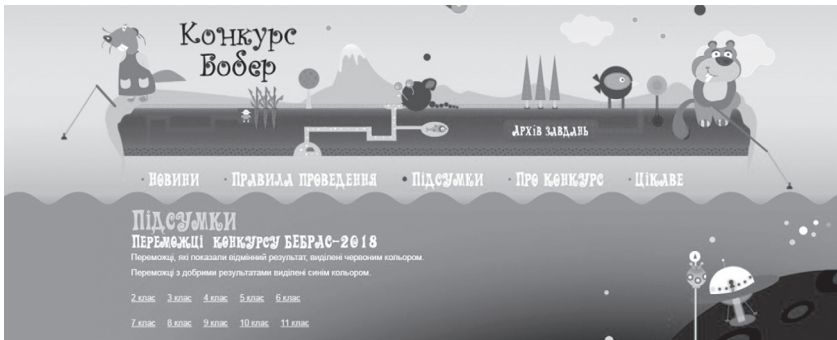 Конкурс
Бобер
Архів завдань
Новини Правила проведення Підсумки Про конкурс Цікаве
Підсумки
Переможці конкурсу БЕБРАС-2018
Переможці, які показали відмінний результат, виділені червоним кольором.
Переможці з добрими результатами виділені синім кольором.
2 клас 3 клас 4 клас 5 клас 6 клас
7 клас 8 клас 9 клас 10 клас 11 клас